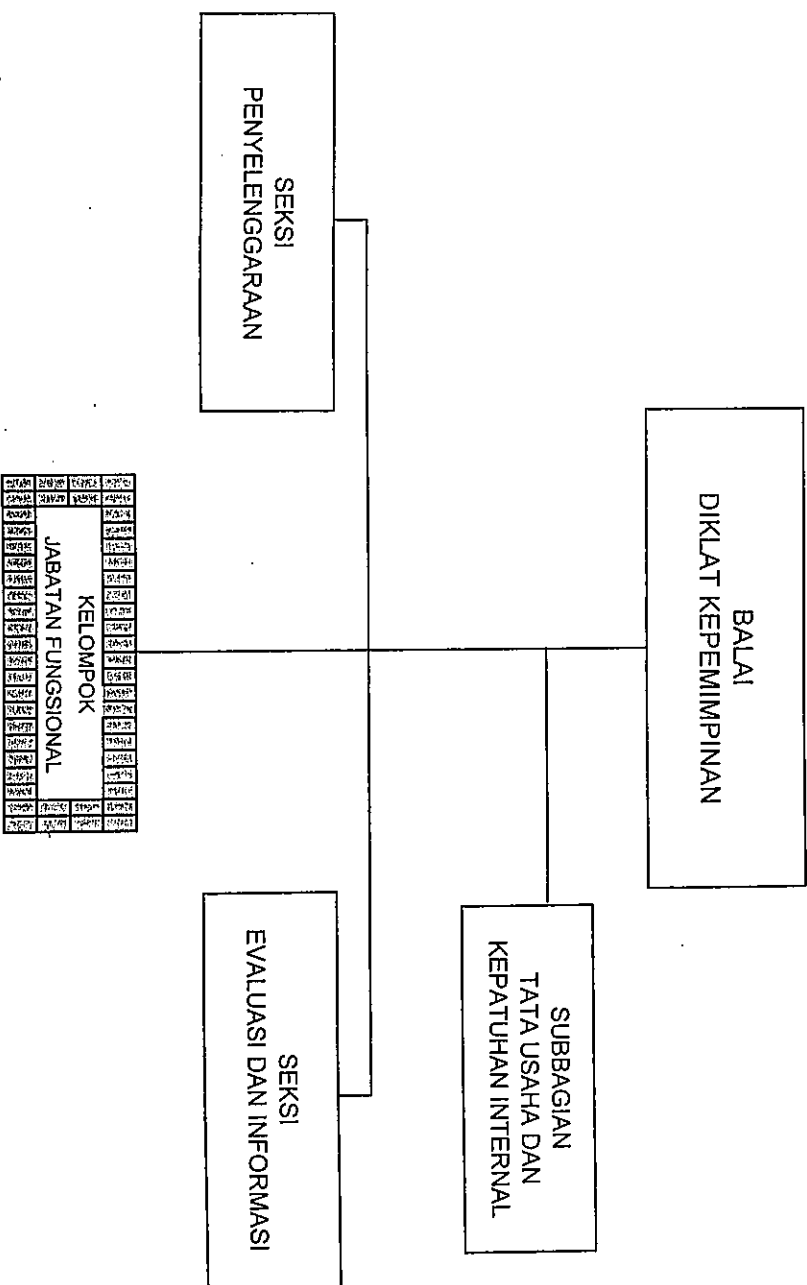 BALAI
DIKLAT KEPEMIMPINAN
SUBBAGIAN
TATA USAHA DAN
KEPATUHAN INTERNAL
SEKSI
PENYELENGGARAAN
SEKSI
EVALUASI DAN INFORMASI
KELOMPOK
JABATAN FUNGSIONAL